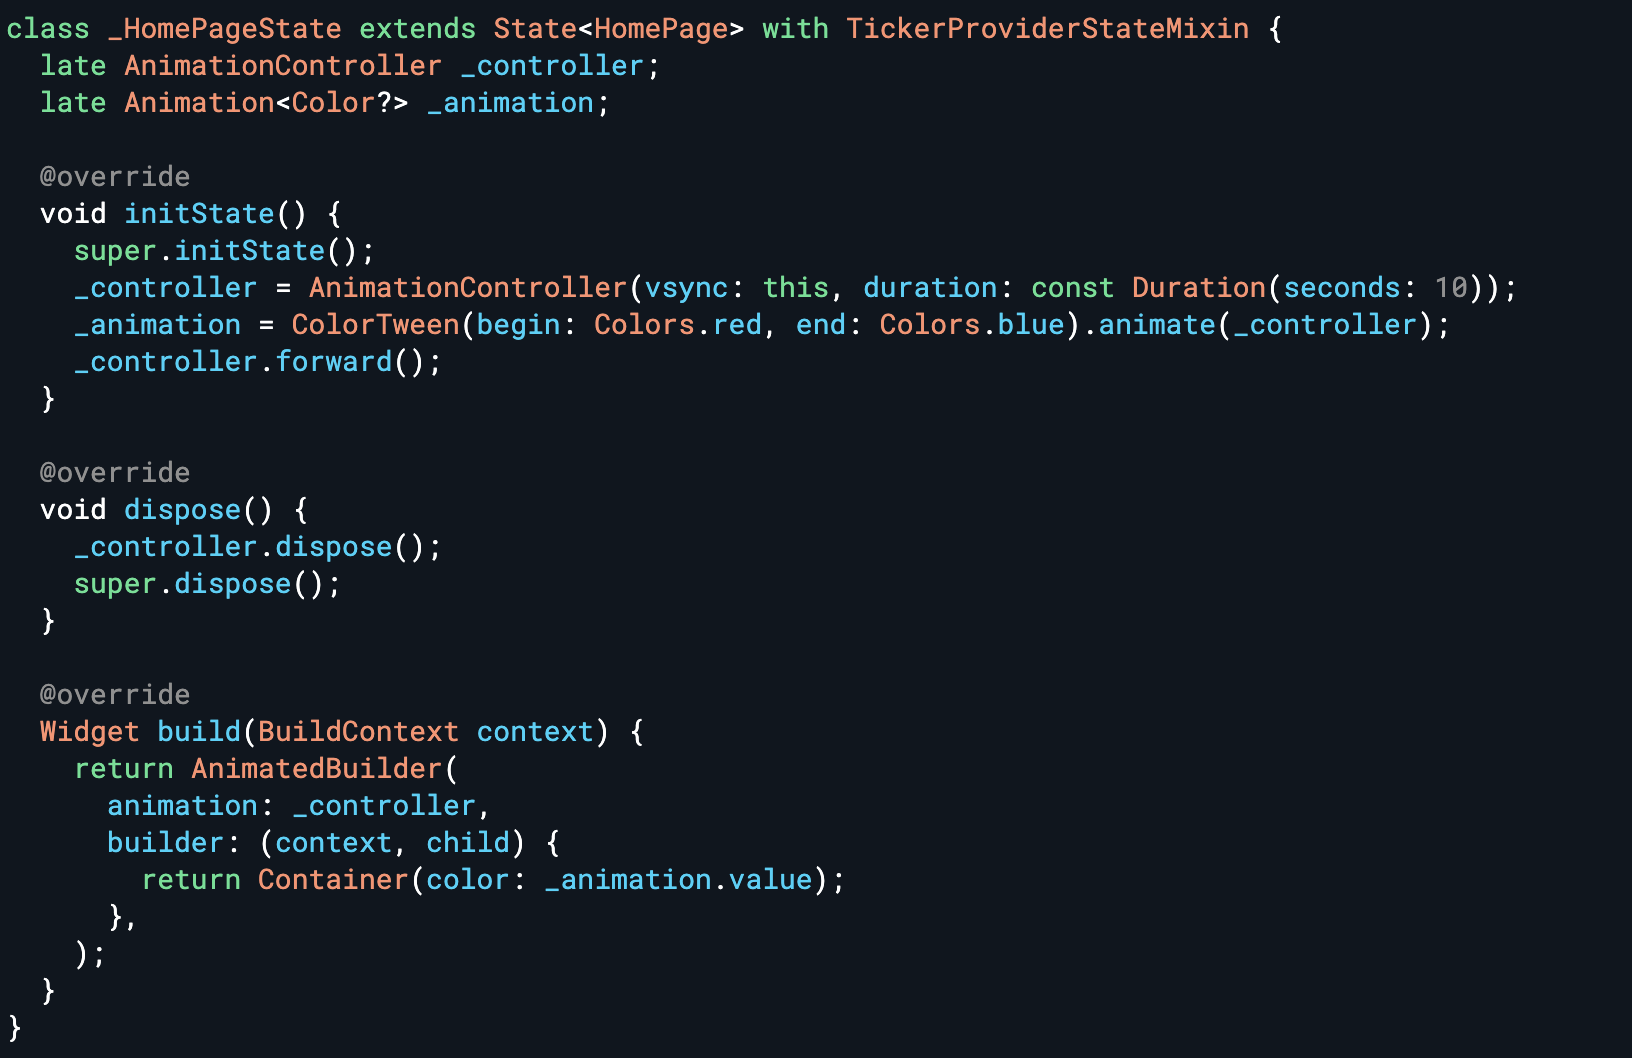 class _HomePageState extends State<HomePage> with TickerProviderStateMixin {
  late AnimationController _controller;
  late Animation<Color?> _animation;

  @override
  void initState() {
    super.initState();
    _controller = AnimationController(vsync: this, duration: const Duration(seconds: 10));
    _animation = ColorTween(begin: Colors.red, end: Colors.blue).animate(_controller);
    _controller.forward();
  }

  @override
  void dispose() {
    _controller.dispose();
    super.dispose();
  }

  @override
  Widget build(BuildContext context) {
    return AnimatedBuilder(
      animation: _controller,
      builder: (context, child) {
        return Container(color: _animation.value);
      },
    );
  }
}